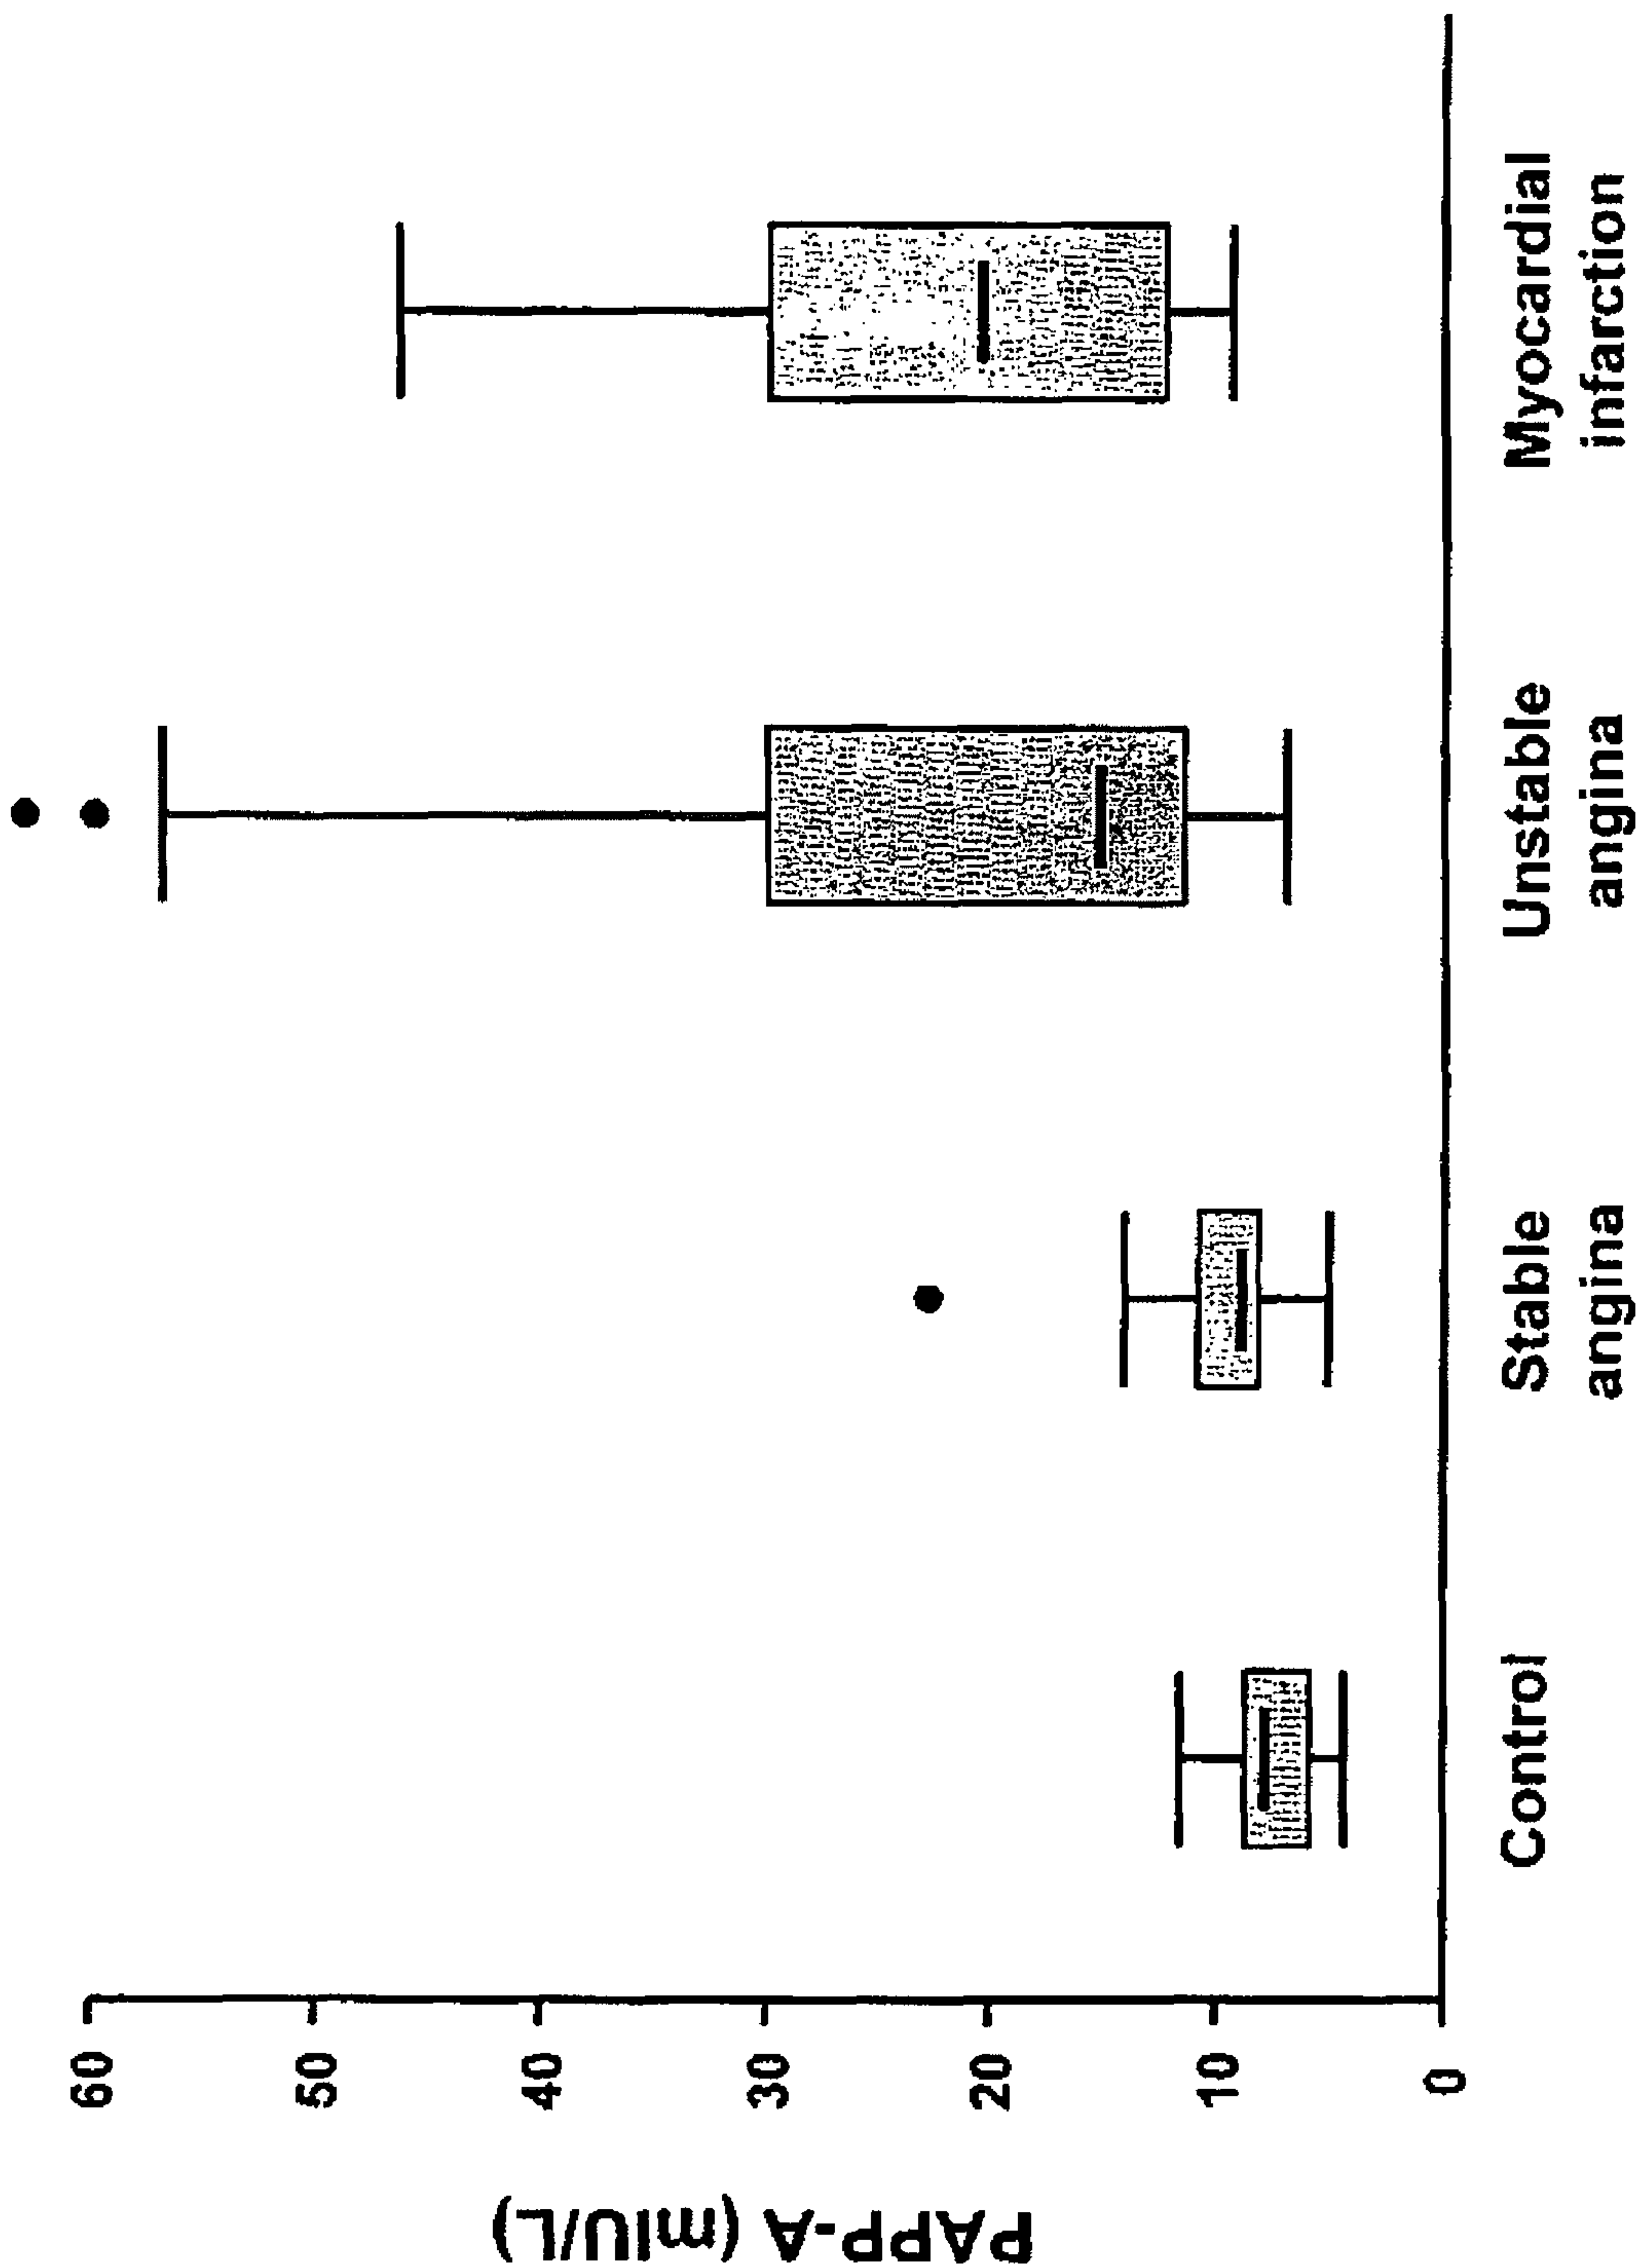 PAPP-A (mIU/L)
60
50
40
30
20
10
0
Control
Stable
angina
Unstable
angina
Myocardial
infarction